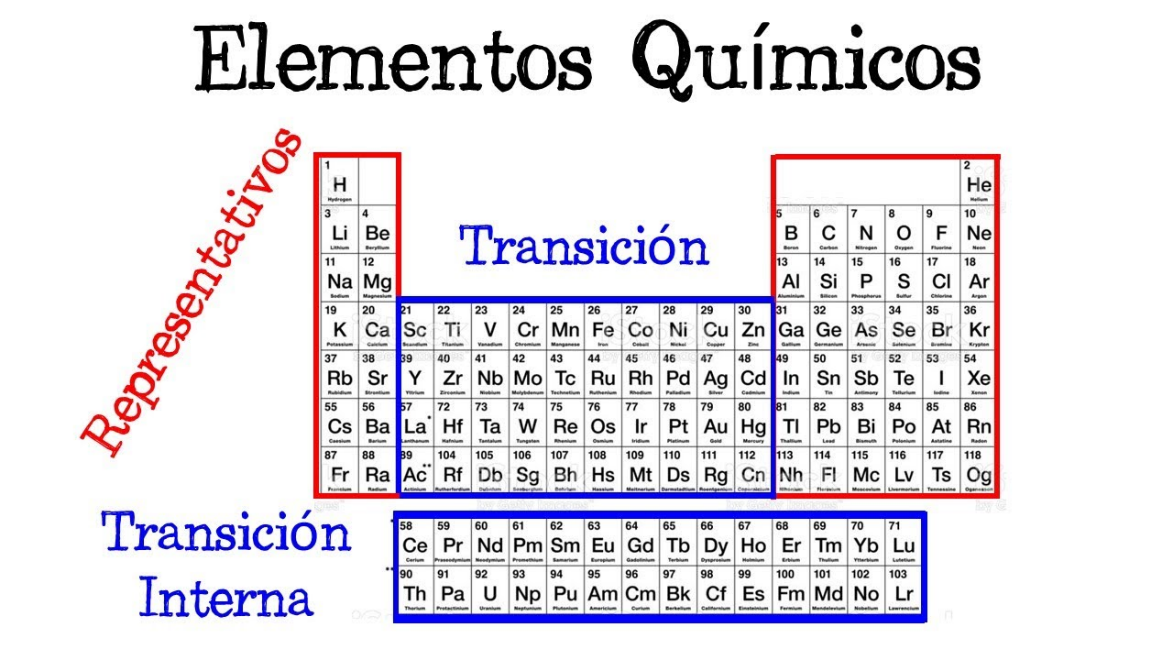 Elementos Químicos
Representativos
Transición
1 2
H He
Hydrogen Helium
3 4 5 6 7 8 9 10
Li Be B C N O F Ne
Lithium Beryllium Boron Carbon Nitrogen Oxygen Fluorine Neon
11 12 13 14 15 16 17 18
Na Mg Al Si P S Cl Ar
Sodium Magnesium Aluminium Silicon Phosphorus Sulfur Chlorine Argon
19 20 21 22 23 24 25 26 27 28 29 30 31 32 33 34 35 36
K Ca Sc Ti V Cr Mn Fe Co Ni Cu Zn Ga Ge As Se Br Kr
Potassium Calcium Scandium Titanium Vanadium Chromium Manganese Iron Cobalt Nickel Copper Zinc Gallium Germanium Arsenic Selenium Bromine Krypton
37 38 39 40 41 42 43 44 45 46 47 48 49 50 51 52 53 54
Rb Sr Y Zr Nb Mo Tc Ru Rh Pd Ag Cd In Sn Sb Te I Xe
Rubidium Strontium Yttrium Zirconium Niobium Molybdenum Technetium Ruthenium Rhodium Palladium Silver Cadmium Indium Tin Antimony Tellurium Iodine Xenon
55 56 57 72 73 74 75 76 77 78 79 80 81 82 83 84 85 86
Cs Ba La* Hf Ta W Re Os Ir Pt Au Hg Tl Pb Bi Po At Rn
Caesium Barium Lanthanum Hafnium Tantalum Tungsten Rhenium Osmium Iridium Platinum Gold Mercury Thallium Lead Bismuth Polonium Astatine Radon
87 88 89 104 105 106 107 108 109 110 111 112 113 114 115 116 117 118
Fr Ra Ac** Rf Db Sg Bh Hs Mt Ds Rg Cn Nh Fl Mc Lv Ts Og
Francium Radium Actinium Rutherfordium Dubnium Seaborgium Bohrium Hassium Meitnerium Darmstadtium Roentgenium Copernicium Nihonium Flerovium Moscovium Livermorium Tennessine Oganesson
Transición
Interna
* 58 59 60 61 62 63 64 65 66 67 68 69 70 71
Ce Pr Nd Pm Sm Eu Gd Tb Dy Ho Er Tm Yb Lu
Cerium Praseodymium Neodymium Promethium Samarium Europium Gadolinium Terbium Dysprosium Holmium Erbium Thulium Ytterbium Lutetium
** 90 91 92 93 94 95 96 97 98 99 100 101 102 103
Th Pa U Np Pu Am Cm Bk Cf Es Fm Md No Lr
Thorium Protactinium Uranium Neptunium Plutonium Americium Curium Berkelium Californium Einsteinium Fermium Mendelevium Nobelium Lawrencium